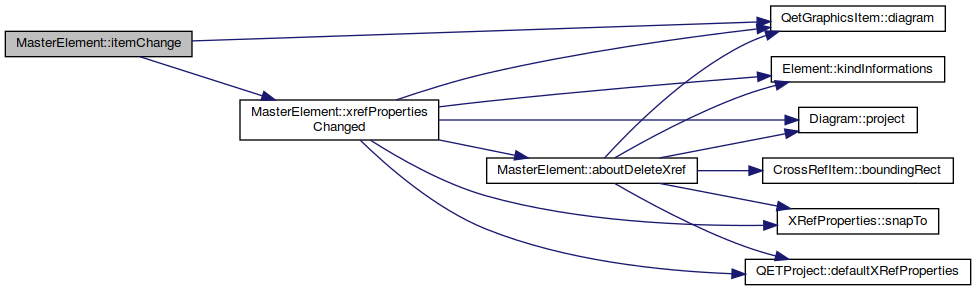 MasterElement::itemChange
MasterElement::xrefProperties
Changed
MasterElement::aboutDeleteXref
QetGraphicsItem::diagram
Element::kindInformations
Diagram::project
CrossRefItem::boundingRect
XRefProperties::snapTo
QETProject::defaultXRefProperties